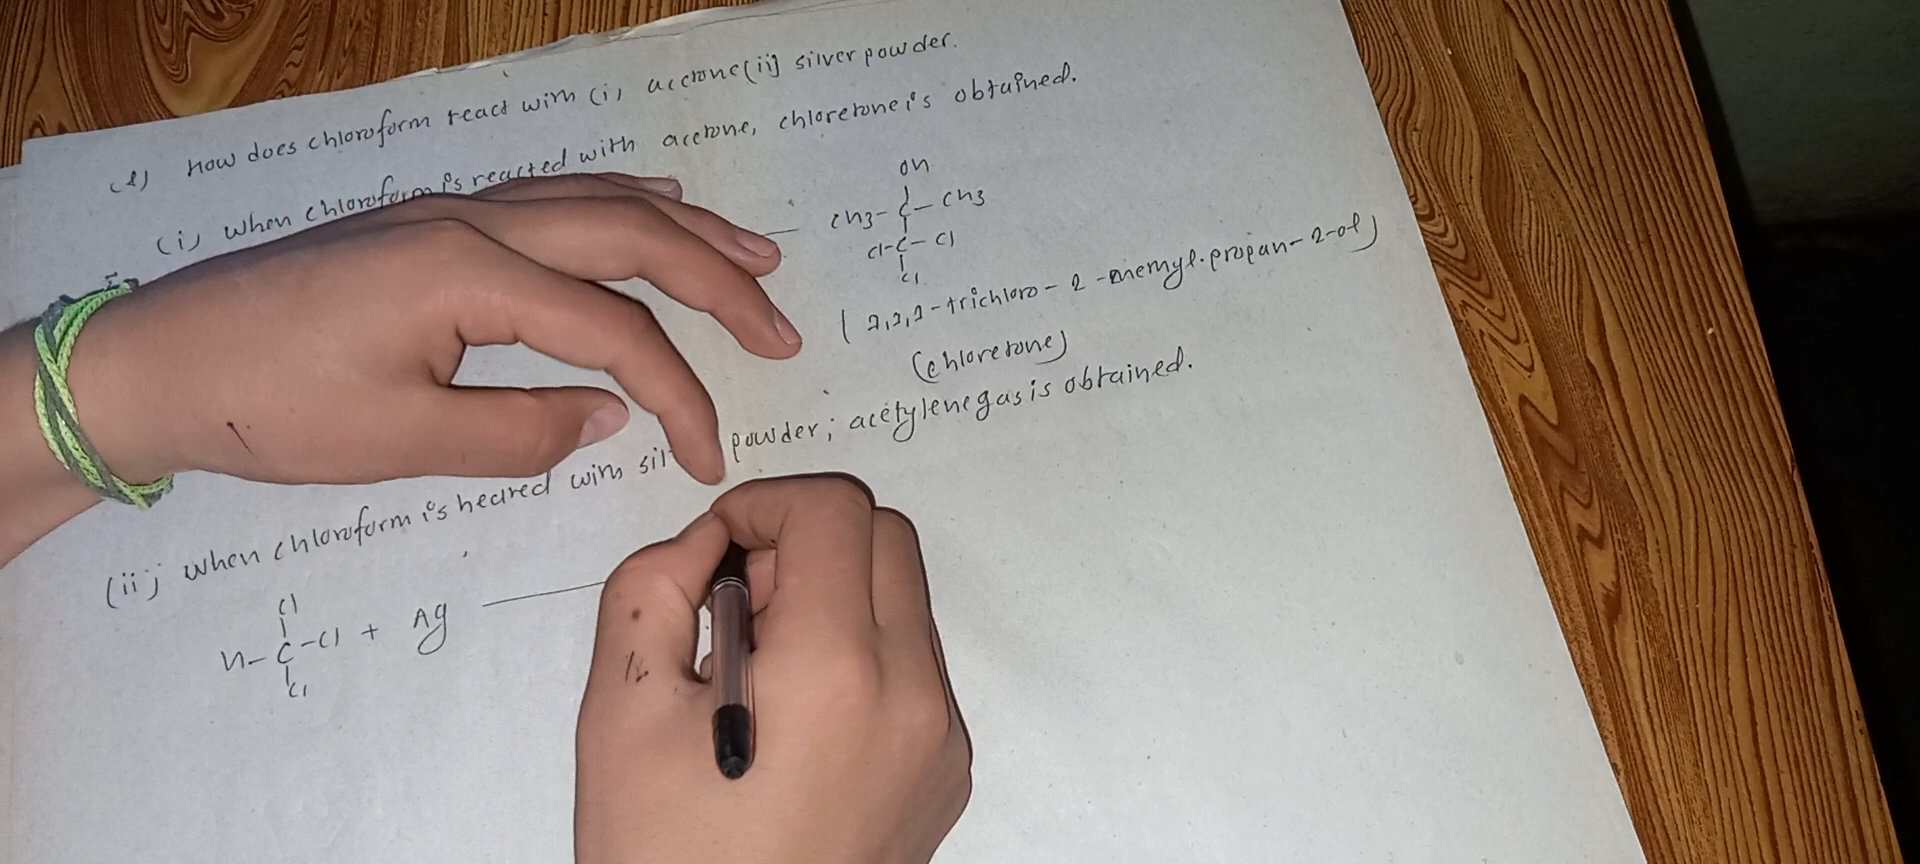 (2) How does chloroform react with (i) acetone (ii) silver powder.
(i) when chloroform is reacted with acetone, chloretone is obtained.
OH
CH3-C-CH3
Cl-C-Cl
Cl
(1,1,1-trichloro-2-methyl-propan-2-ol)
(chloretone)
(ii) when chloroform is heated with powder; acetylene gas is obtained.
Cl
H-C-Cl + Ag
Cl